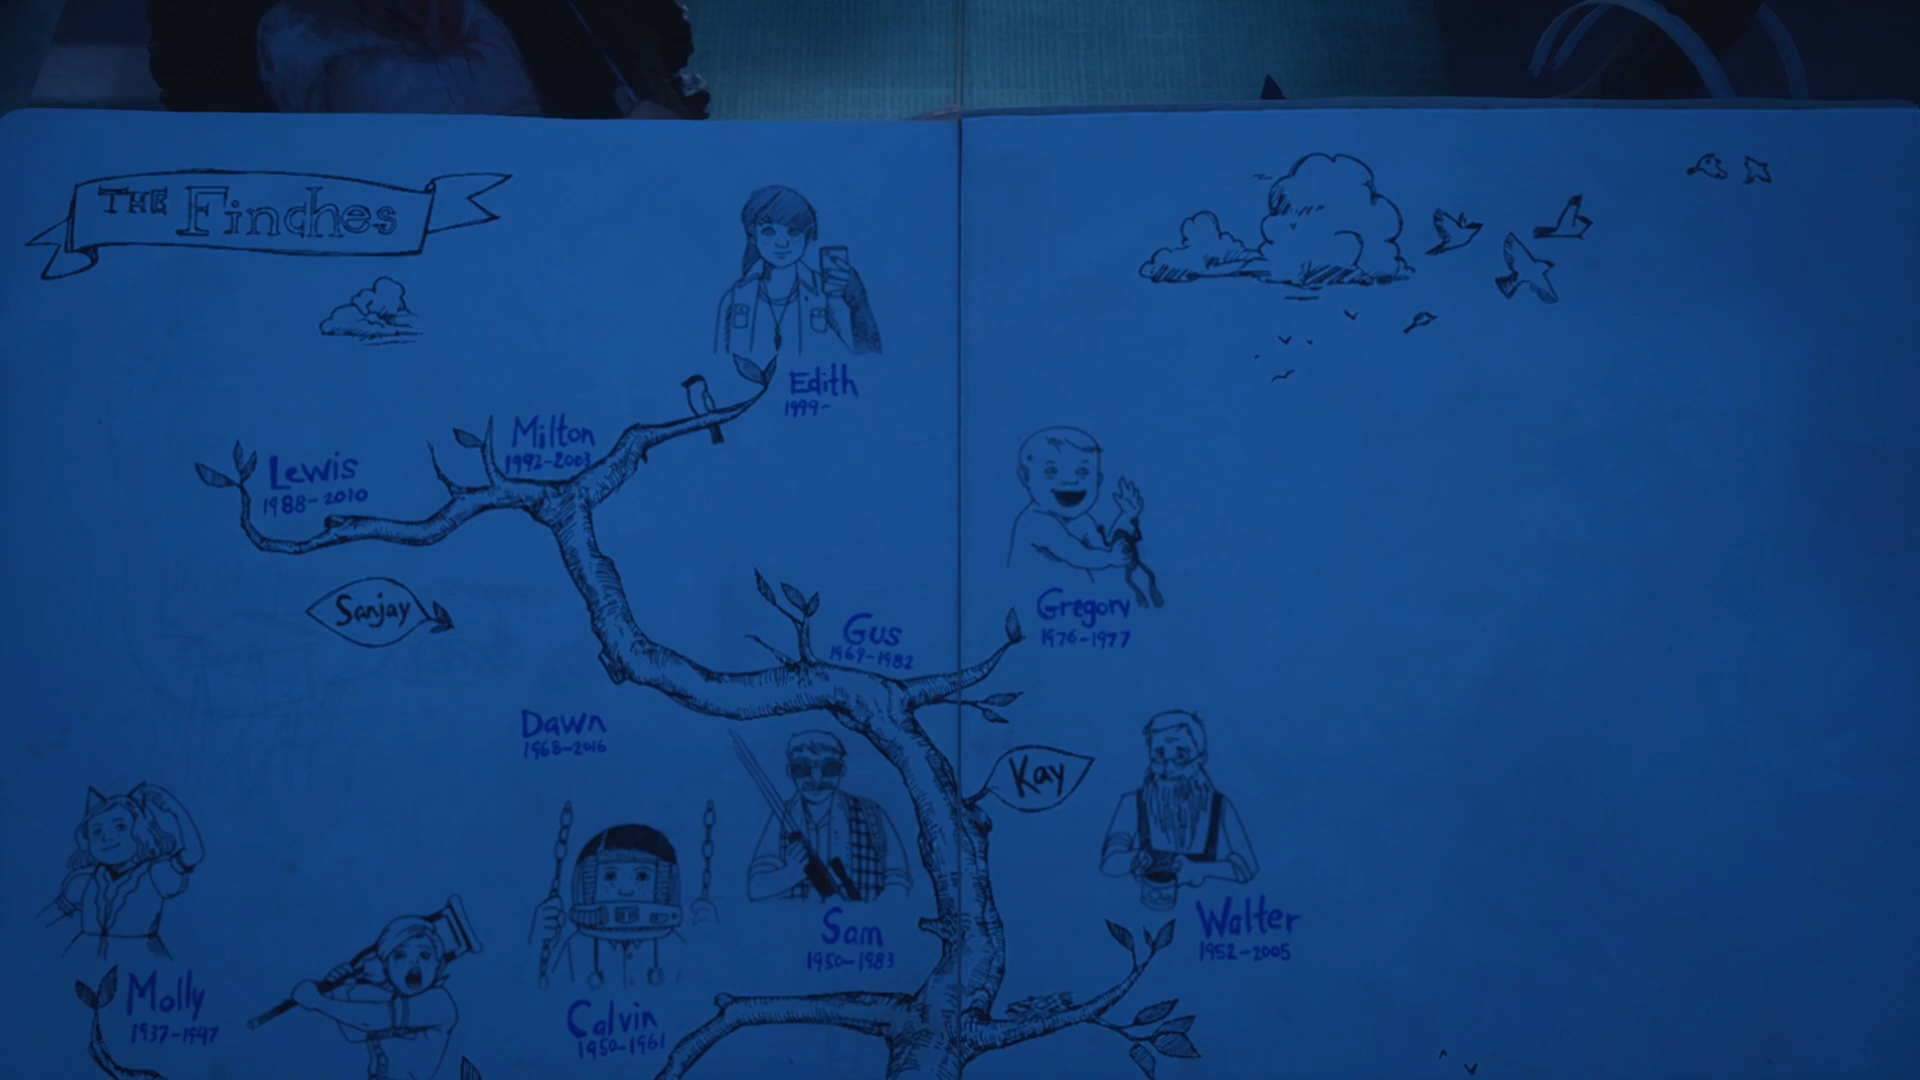 THE Finches
Edith
1999-
Milton
1992-2003
Lewis
1988-2010
Sanjay
Gus
1969-1982
Gregory
1976-1977
Dawn
1968-2016
Kay
Sam
1950-1983
Walter
1952-2005
Molly
1937-1947
Calvin
1950-1961